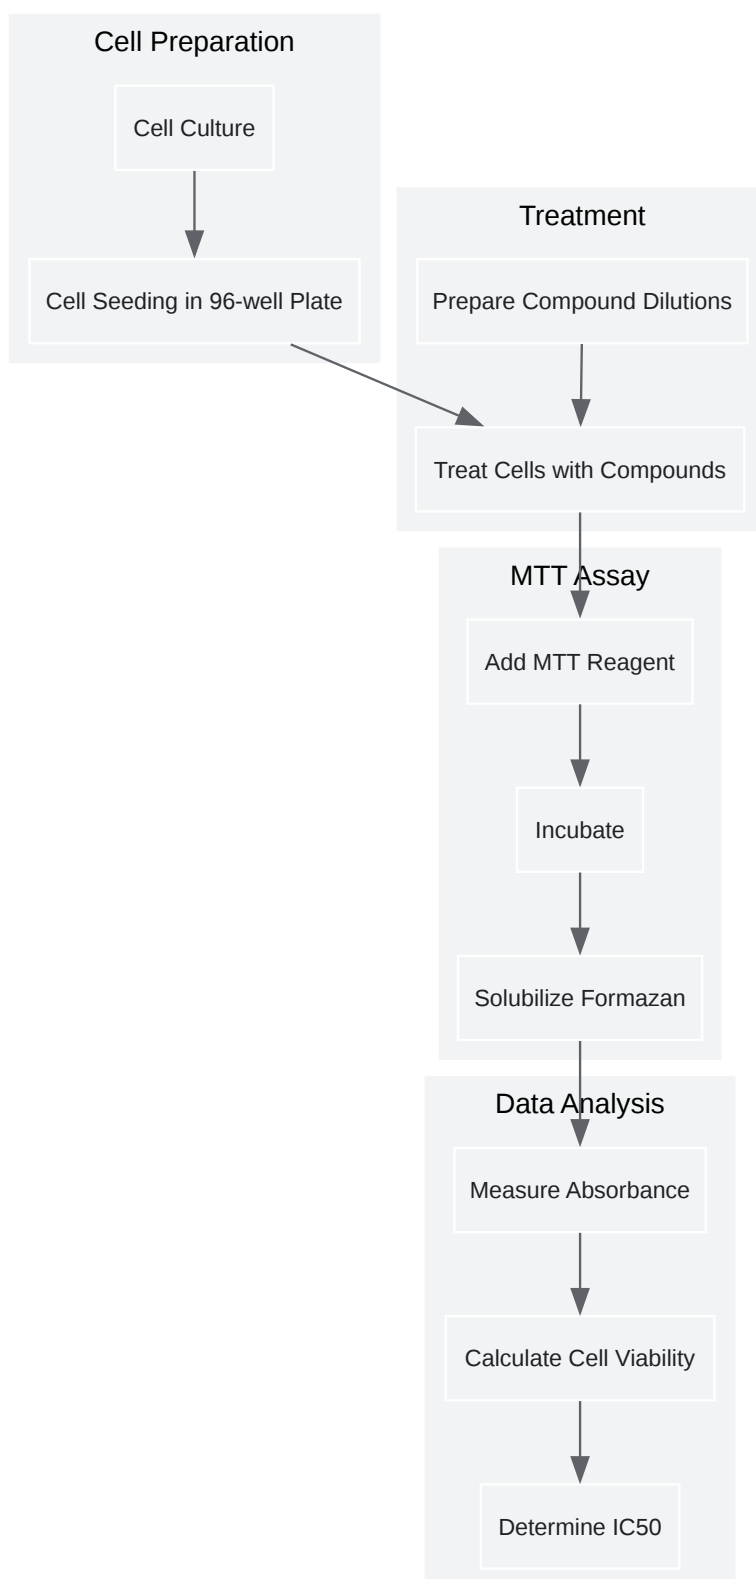 Cell Preparation
Cell Culture
Cell Seeding in 96-well Plate
Treatment
Prepare Compound Dilutions
Treat Cells with Compounds
MTT Assay
Add MTT Reagent
Incubate
Solubilize Formazan
Data Analysis
Measure Absorbance
Calculate Cell Viability
Determine IC50